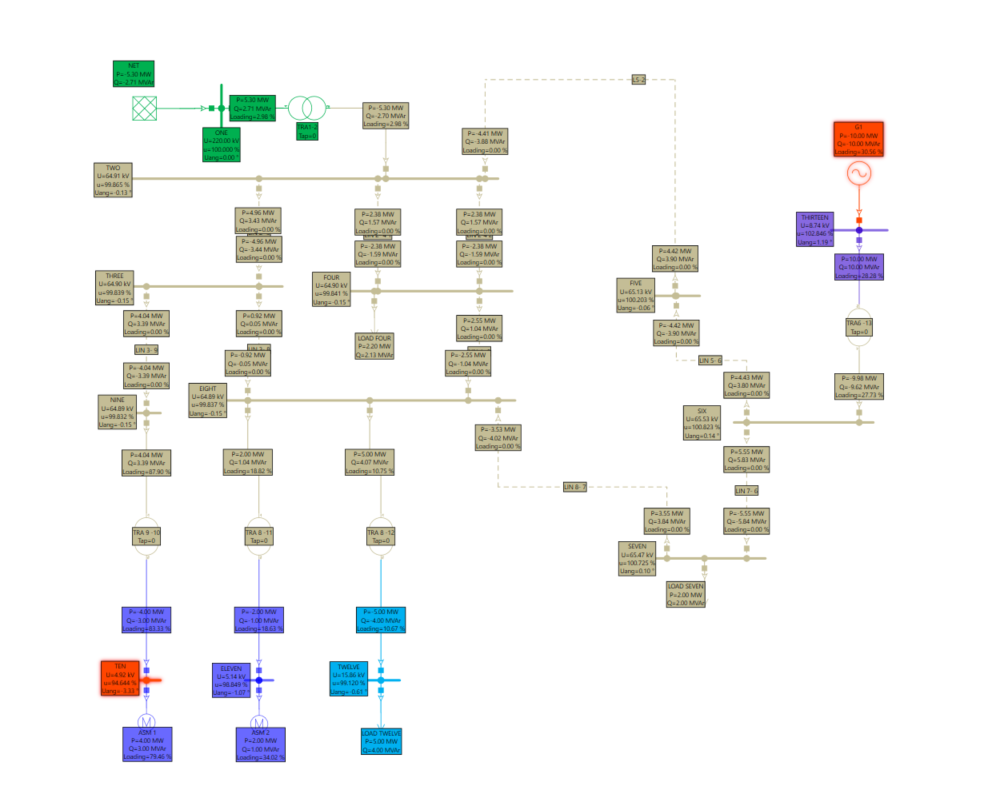 NET
P=-5.30 MW
Q=-2.71 MVAr
P=5.30 MW
Q=2.71 MVAr
Loading=2.98 %
ONE
U=220.00 kV
u=100.000 %
Uang=0.00 °
TRA1-2
Tap=0
P=-5.30 MW
Q=-2.70 MVAr
Loading=2.98 %
P=-4.41 MW
Q=-3.88 MVAr
Loading=0.00 %
L5-2
G1
P=-10.00 MW
Q=-10.00 MVAr
Loading=30.56 %
TWO
U=64.91 kV
u=99.865 %
Uang=-0.13 °
P=4.96 MW
Q=3.43 MVAr
Loading=0.00 %
P=-4.96 MW
Q=-3.44 MVAr
Loading=0.00 %
P=2.38 MW
Q=1.57 MVAr
Loading=0.00 %
P=-2.38 MW
Q=-1.59 MVAr
Loading=0.00 %
P=2.38 MW
Q=1.57 MVAr
Loading=0.00 %
P=-2.38 MW
Q=-1.59 MVAr
Loading=0.00 %
THIRTEEN
U=8.74 kV
u=102.846 %
Uang=1.19 °
P=10.00 MW
Q=10.00 MVAr
Loading=28.28 %
THREE
U=64.90 kV
u=99.839 %
Uang=-0.15 °
FOUR
U=64.90 kV
u=99.841 %
Uang=-0.15 °
P=4.42 MW
Q=3.90 MVAr
Loading=0.00 %
FIVE
U=65.13 kV
u=100.203 %
Uang=-0.06 °
P=-4.42 MW
Q=-3.90 MVAr
Loading=0.00 %
P=4.04 MW
Q=3.39 MVAr
Loading=0.00 %
P=0.92 MW
Q=0.05 MVAr
Loading=0.00 %
LOAD FOUR
P=2.20 MW
Q=2.13 MVAr
P=2.55 MW
Q=1.04 MVAr
Loading=0.00 %
TRA6 -13
Tap=0
LIN 3- 9
P=-4.04 MW
Q=-3.39 MVAr
Loading=0.00 %
P=-0.92 MW
Q=-0.05 MVAr
Loading=0.00 %
P=-2.55 MW
Q=-1.04 MVAr
Loading=0.00 %
LIN 5- 6
P=4.43 MW
Q=3.80 MVAr
Loading=0.00 %
P=-9.98 MW
Q=-9.62 MVAr
Loading=27.73 %
NINE
U=64.89 kV
u=99.832 %
Uang=-0.15 °
EIGHT
U=64.89 kV
u=99.837 %
Uang=-0.15 °
SIX
U=65.53 kV
u=100.823 %
Uang=0.14 °
P=-3.53 MW
Q=-4.02 MVAr
Loading=0.00 %
P=4.04 MW
Q=3.39 MVAr
Loading=87.90 %
P=2.00 MW
Q=1.04 MVAr
Loading=18.82 %
P=5.00 MW
Q=4.07 MVAr
Loading=10.75 %
P=5.55 MW
Q=5.83 MVAr
Loading=0.00 %
LIN 8- 7
LIN 7- 6
P=3.55 MW
Q=3.84 MVAr
Loading=0.00 %
P=-5.55 MW
Q=-5.84 MVAr
Loading=0.00 %
TRA 9 -10
Tap=0
TRA 8 -11
Tap=0
TRA 8 -12
Tap=0
SEVEN
U=65.47 kV
u=100.725 %
Uang=0.10 °
LOAD SEVEN
P=2.00 MW
Q=2.00 MVAr
P=-4.00 MW
Q=-3.00 MVAr
Loading=83.33 %
P=-2.00 MW
Q=-1.00 MVAr
Loading=18.63 %
P=-5.00 MW
Q=-4.00 MVAr
Loading=10.67 %
TEN
U=4.92 kV
u=94.644 %
Uang=-3.33 °
ELEVEN
U=5.14 kV
u=98.849 %
Uang=-1.07 °
TWELVE
U=15.86 kV
u=99.120 %
Uang=-0.61 °
M
ASM 1
P=4.00 MW
Q=3.00 MVAr
Loading=79.46 %
M
ASM 2
P=2.00 MW
Q=1.00 MVAr
Loading=34.02 %
LOAD TWELVE
P=5.00 MW
Q=4.00 MVAr